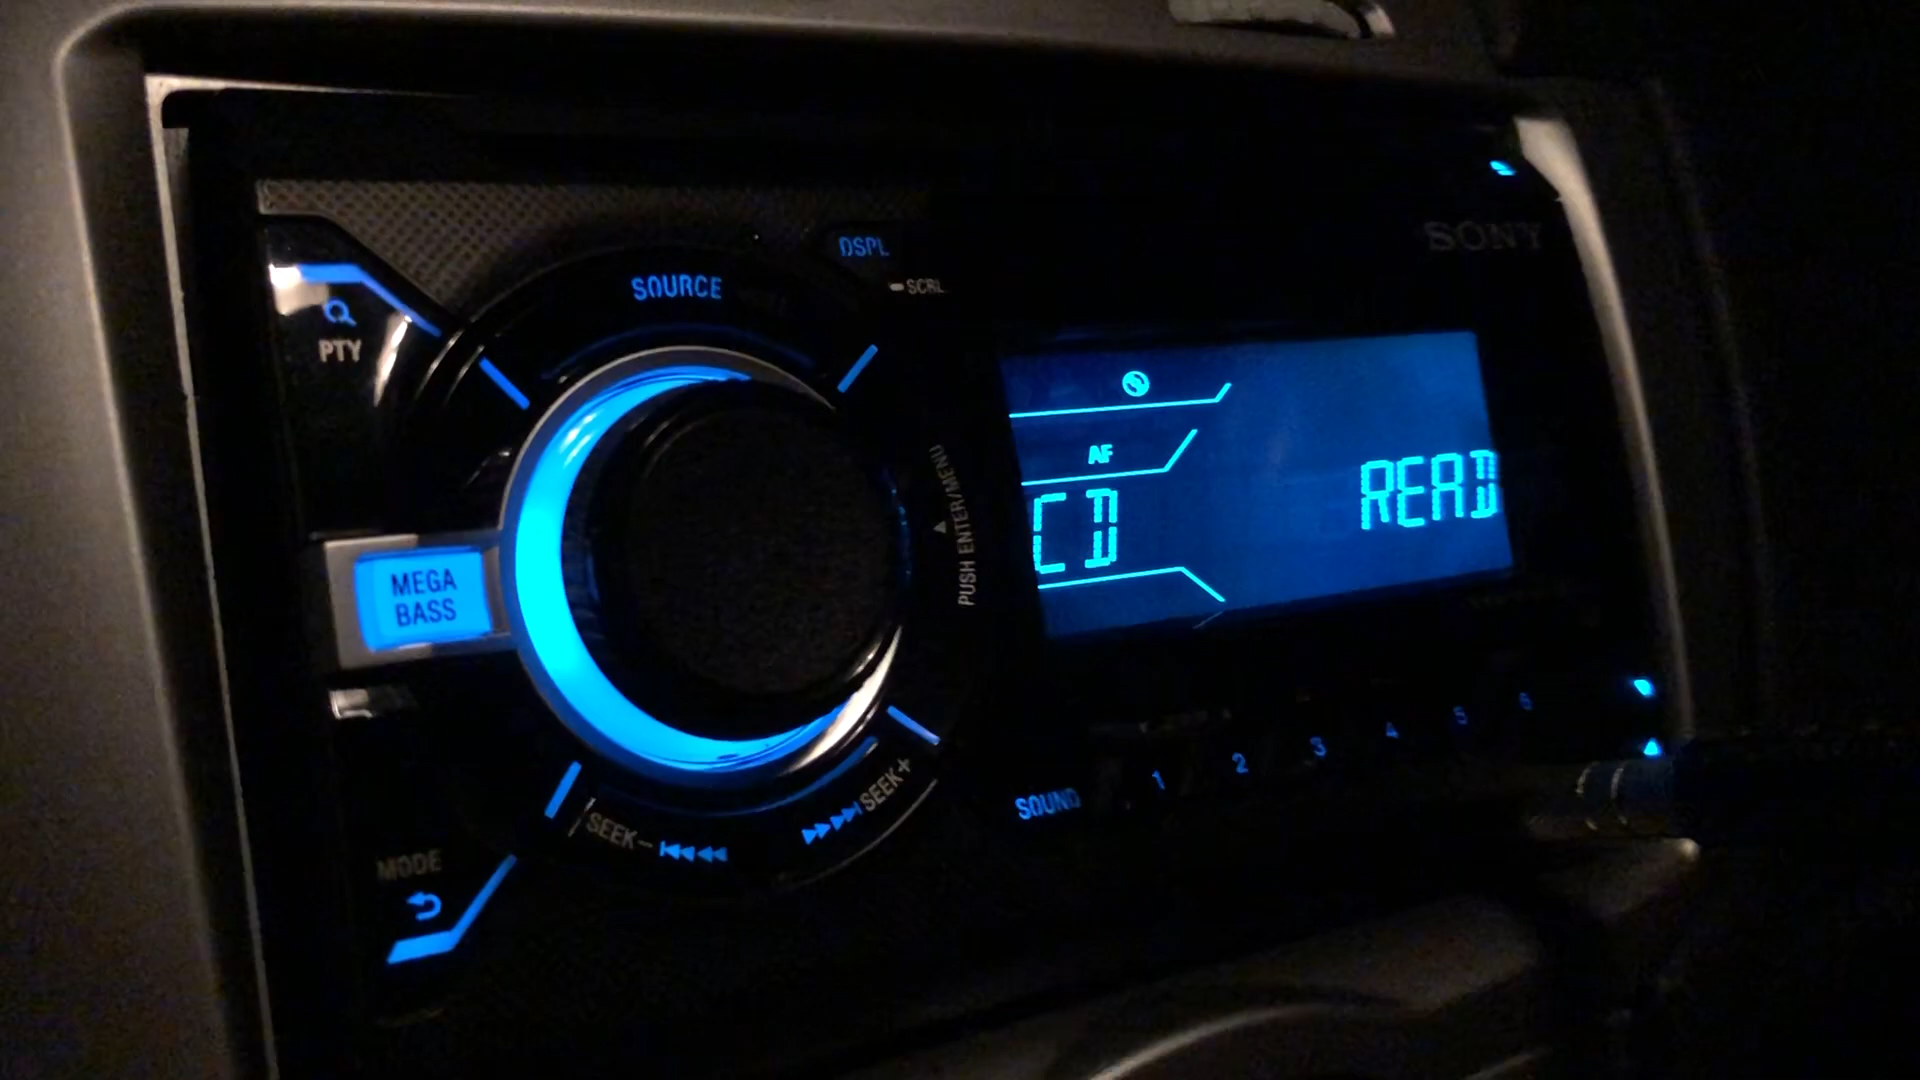 DSPL
SONY
SOURCE
SCRL
PTY
AF
READ
CD
PUSH ENTER/MENU
MEGA
BASS
1 2 3 4 5 6
SOUND
SEEK-
SEEK+
MODE